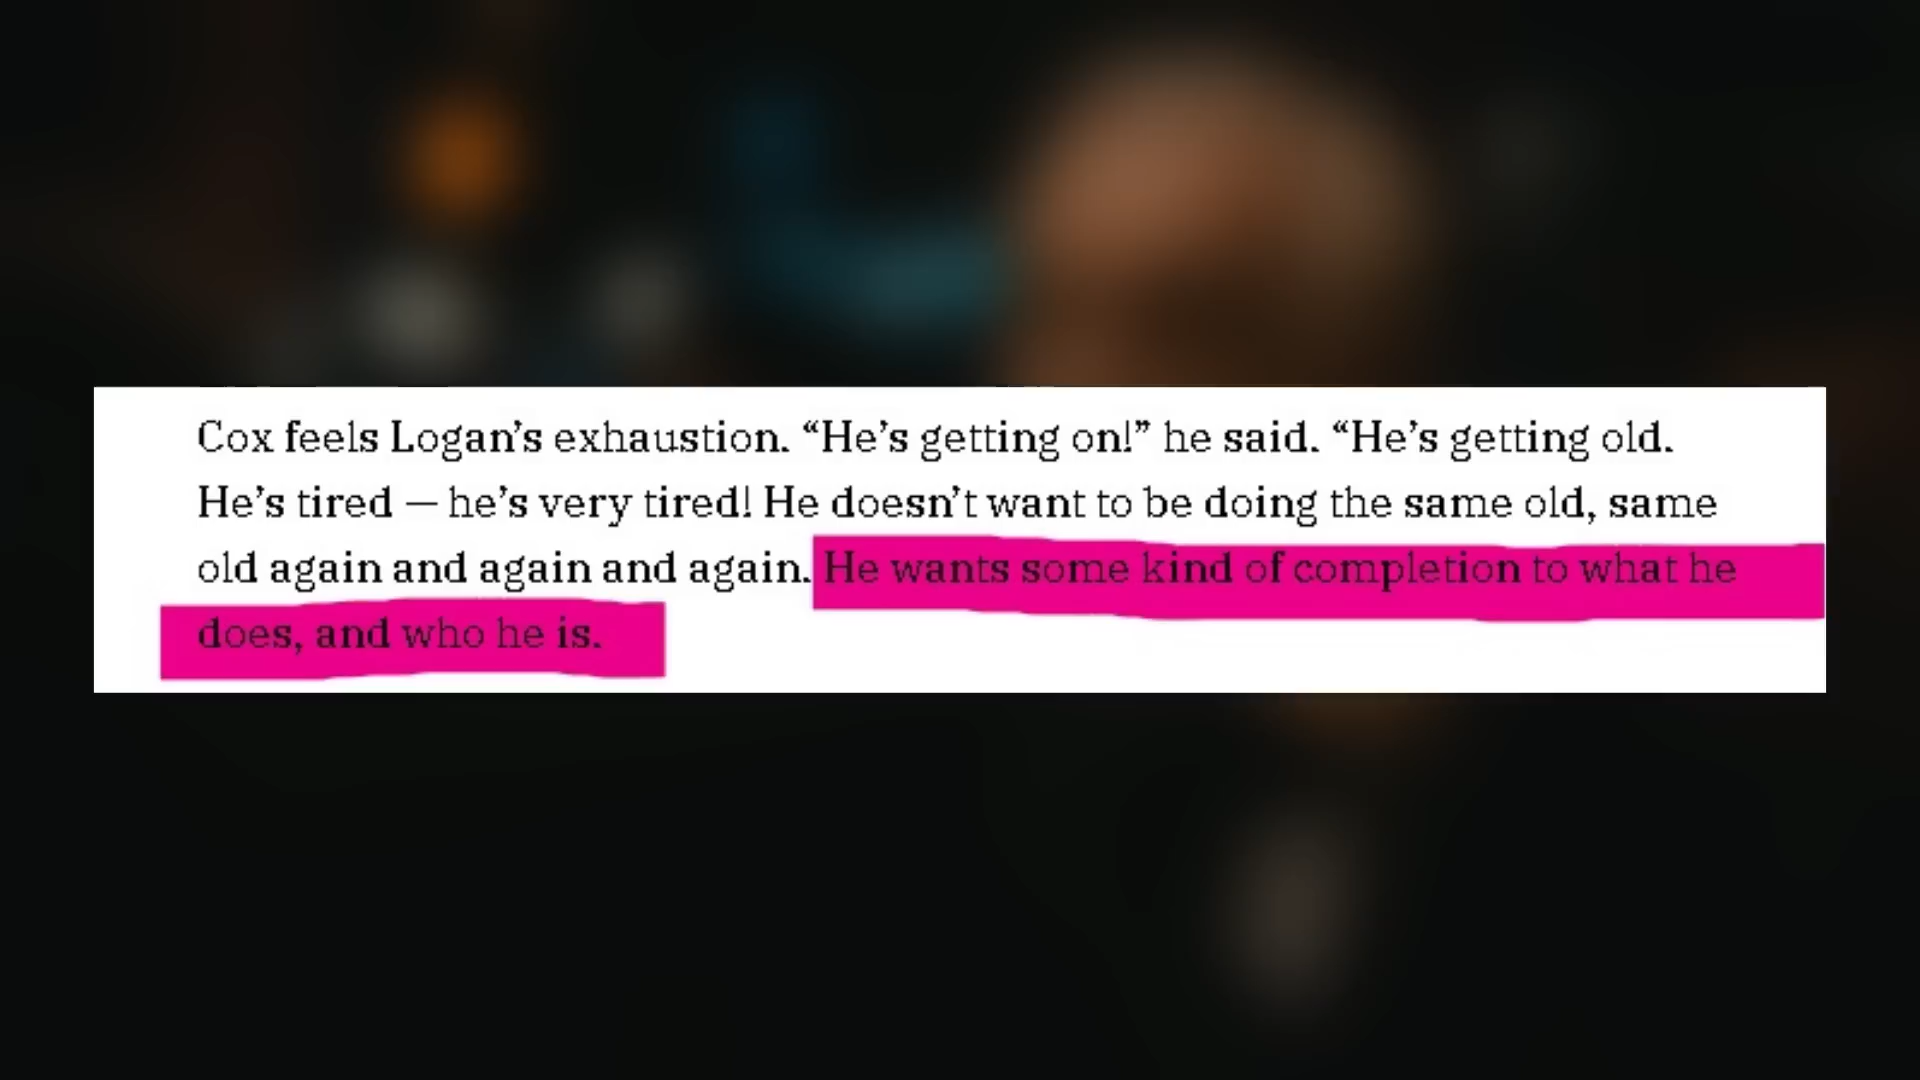 Cox feels Logan’s exhaustion. “He’s getting on!” he said. “He’s getting old.
He’s tired — he’s very tired! He doesn’t want to be doing the same old, same
old again and again and again. He wants some kind of completion to what he
does, and who he is.